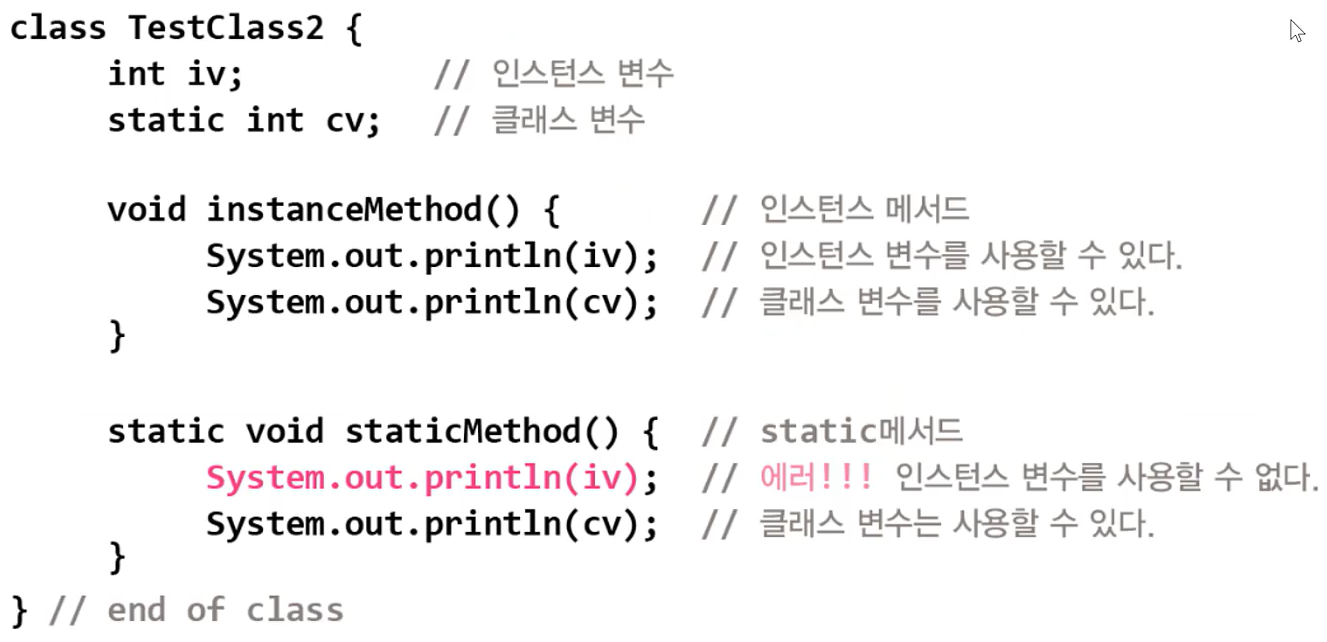 class TestClass2 {
int iv; // 인스턴스 변수
static int cv; // 클래스 변수
void instanceMethod() { // 인스턴스 메서드
System.out.println(iv); // 인스턴스 변수를 사용할 수 있다.
System.out.println(cv); // 클래스 변수를 사용할 수 있다.
}
static void staticMethod() { // static메서드
System.out.println(iv); // 에러!!! 인스턴스 변수를 사용할 수 없다.
System.out.println(cv); // 클래스 변수는 사용할 수 있다.
}
} // end of class